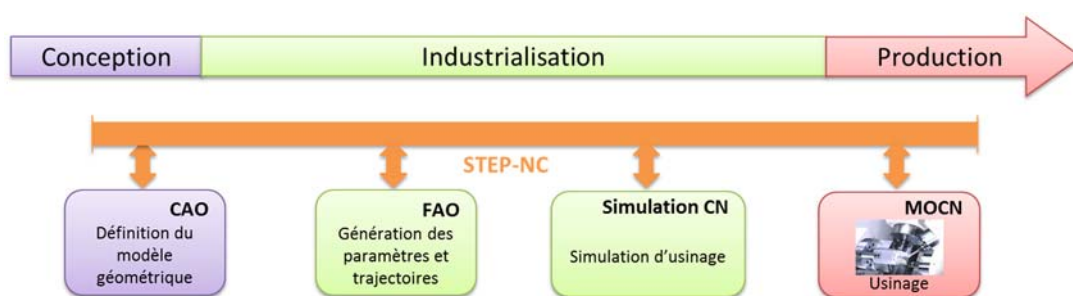 Conception
Industrialisation
Production
STEP-NC
CAO
Définition du
modèle
géométrique
FAO
Génération des
paramètres et
trajectoires
Simulation CN
Simulation d'usinage
MOCN
Usinage